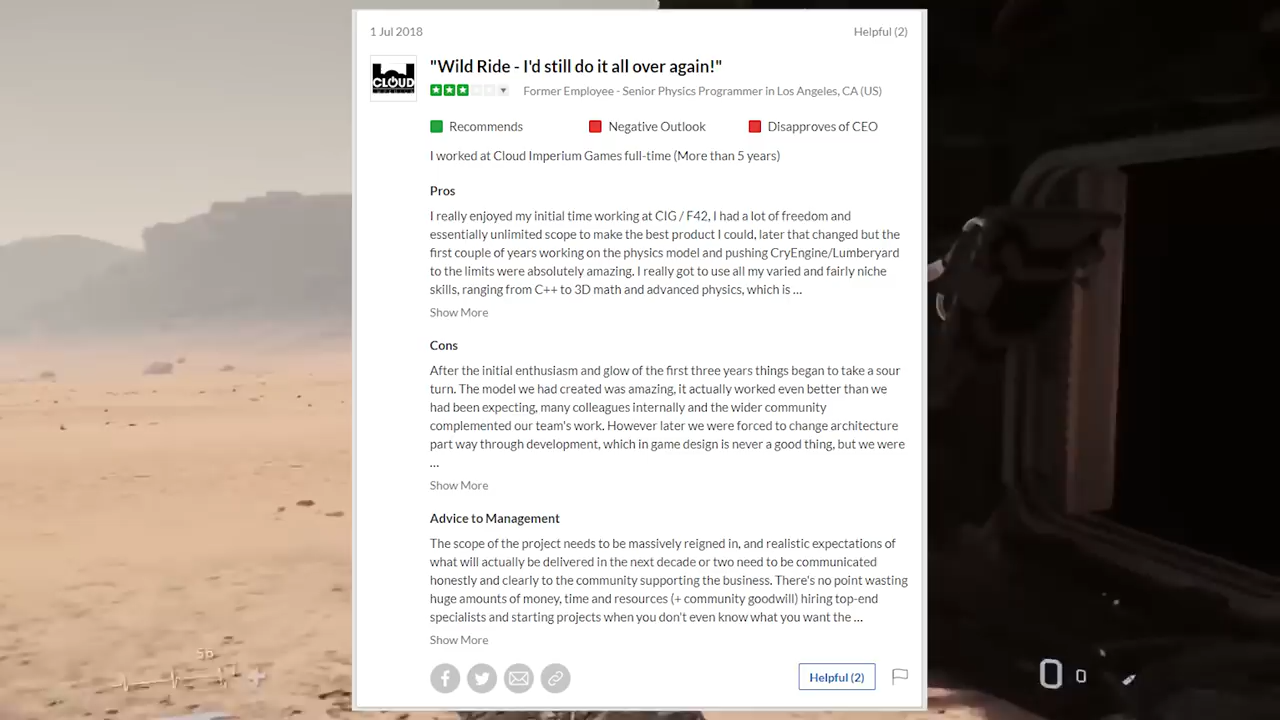 1 Jul 2018
Helpful (2)
CLOUD
"Wild Ride - I'd still do it all over again!"
Former Employee - Senior Physics Programmer in Los Angeles, CA (US)
Recommends
Negative Outlook
Disapproves of CEO
I worked at Cloud Imperium Games full-time (More than 5 years)
Pros
I really enjoyed my initial time working at CIG / F42, I had a lot of freedom and
essentially unlimited scope to make the best product I could, later that changed but the
first couple of years working on the physics model and pushing CryEngine/Lumberyard
to the limits were absolutely amazing. I really got to use all my varied and fairly niche
skills, ranging from C++ to 3D math and advanced physics, which is ...
Show More
Cons
After the initial enthusiasm and glow of the first three years things began to take a sour
turn. The model we had created was amazing, it actually worked even better than we
had been expecting, many colleagues internally and the wider community
complemented our team's work. However later we were forced to change architecture
part way through development, which in game design is never a good thing, but we were
...
Show More
Advice to Management
The scope of the project needs to be massively reigned in, and realistic expectations of
what will actually be delivered in the next decade or two need to be communicated
honestly and clearly to the community supporting the business. There's no point wasting
huge amounts of money, time and resources (+ community goodwill) hiring top-end
specialists and starting projects when you don't even know what you want the ...
Show More
Helpful (2)
56
0 0